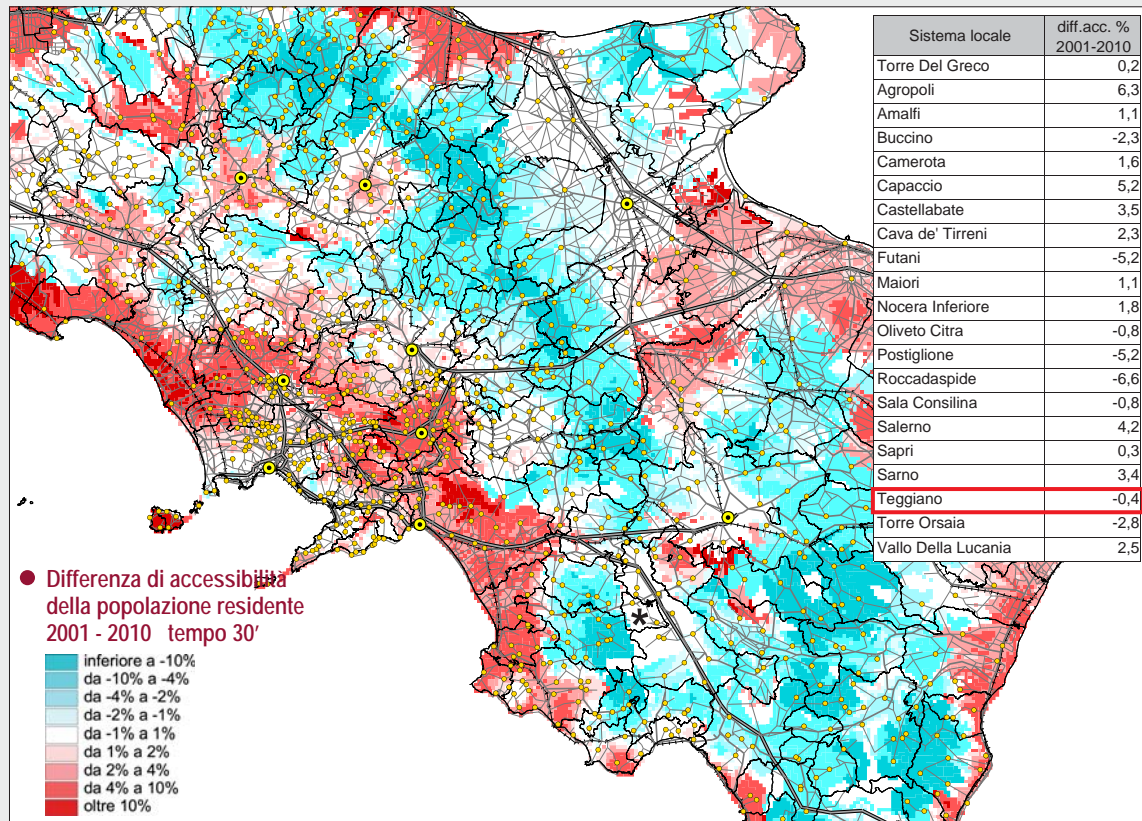 Sistema locale diff.acc. % 2001-2010
Torre Del Greco 0,2
Agropoli 6,3
Amalfi 1,1
Buccino -2,3
Camerota 1,6
Capaccio 5,2
Castellabate 3,5
Cava de' Tirreni 2,3
Futani -5,2
Maiori 1,1
Nocera Inferiore 1,8
Oliveto Citra -0,8
Postiglione -5,2
Roccadaspide -6,6
Sala Consilina -0,8
Salerno 4,2
Sapri 0,3
Sarno 3,4
Teggiano -0,4
Torre Orsaia -2,8
Vallo Della Lucania 2,5
*
Differenza di accessibilità
della popolazione residente
2001 - 2010 tempo 30'
inferiore a -10%
da -10% a -4%
da -4% a -2%
da -2% a -1%
da -1% a 1%
da 1% a 2%
da 2% a 4%
da 4% a 10%
oltre 10%